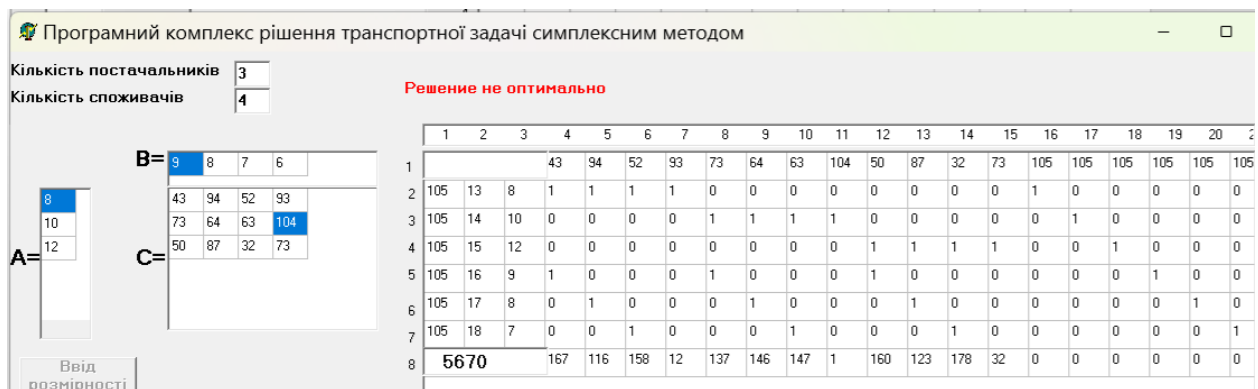 Програмний комплекс рішення транспортної задачі симплексним методом
Кількість постачальників 3
Кількість споживачів 4
Решение не оптимально
B= 9 8 7 6
A= 8 10 12
C=
43 94 52 93
73 64 63 104
50 87 32 73
Ввід
розмірності
1 2 3 4 5 6 7 8 9 10 11 12 13 14 15 16 17 18 19 20
1 43 94 52 93 73 64 63 104 50 87 32 73 105 105 105 105 105 105
2 105 13 8 1 1 1 1 0 0 0 0 0 0 0 0 1 0 0 0 0 0
3 105 14 10 0 0 0 0 1 1 1 1 0 0 0 0 0 1 0 0 0 0
4 105 15 12 0 0 0 0 0 0 0 0 1 1 1 1 0 0 1 0 0 0
5 105 16 9 1 0 0 0 1 0 0 0 1 0 0 0 0 0 0 1 0 0
6 105 17 8 0 1 0 0 0 1 0 0 0 1 0 0 0 0 0 0 1 0
7 105 18 7 0 0 1 0 0 0 1 0 0 0 1 0 0 0 0 0 0 1
8 5670 167 116 158 12 137 146 147 1 160 123 178 32 0 0 0 0 0 0